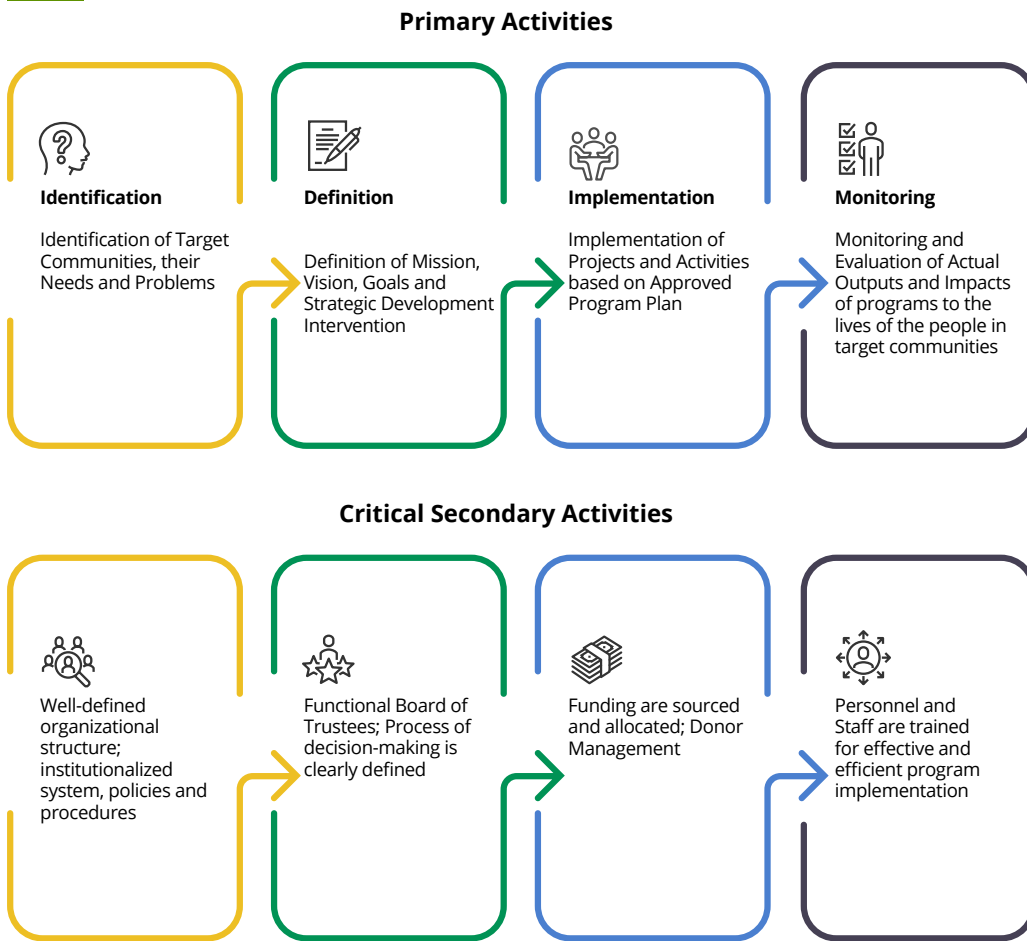 Primary Activities
Identification
Identification of Target
Communities, their
Needs and Problems
Definition
Definition of Mission,
Vision, Goals and
Strategic Development
Intervention
Implementation
Implementation of
Projects and Activities
based on Approved
Program Plan
Monitoring
Monitoring and
Evaluation of Actual
Outputs and Impacts
of programs to the
lives of the people in
target communities
Critical Secondary Activities
Well-defined
organizational
structure;
institutionalized
system, policies and
procedures
Functional Board of
Trustees; Process of
decision-making is
clearly defined
Funding are sourced
and allocated; Donor
Management
Personnel and
Staff are trained
for effective and
efficient program
implementation